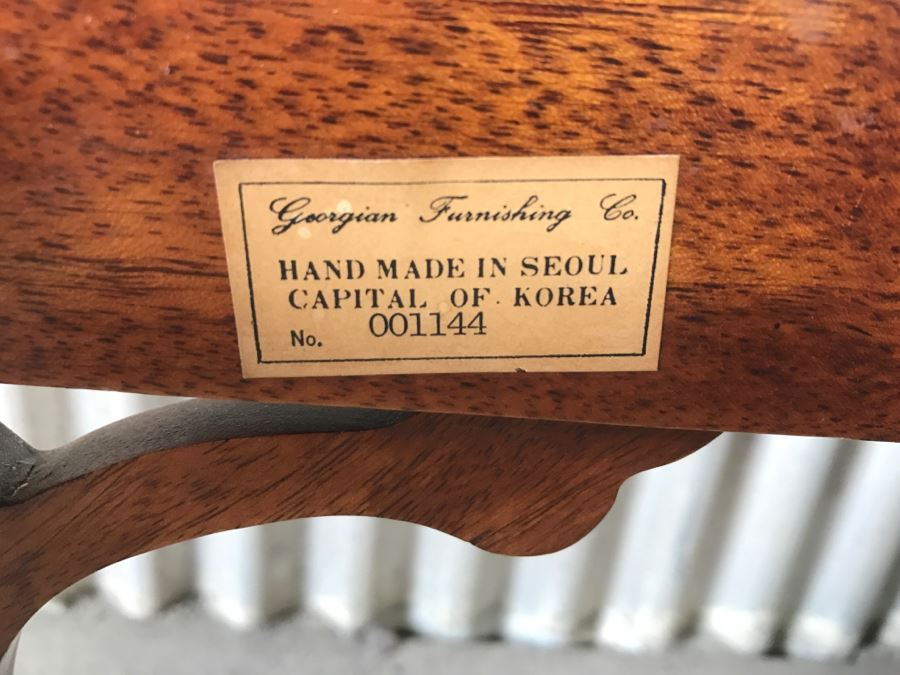 Georgian Furnishing Co.
HAND MADE IN SEOUL
CAPITAL OF KOREA
No. 001144